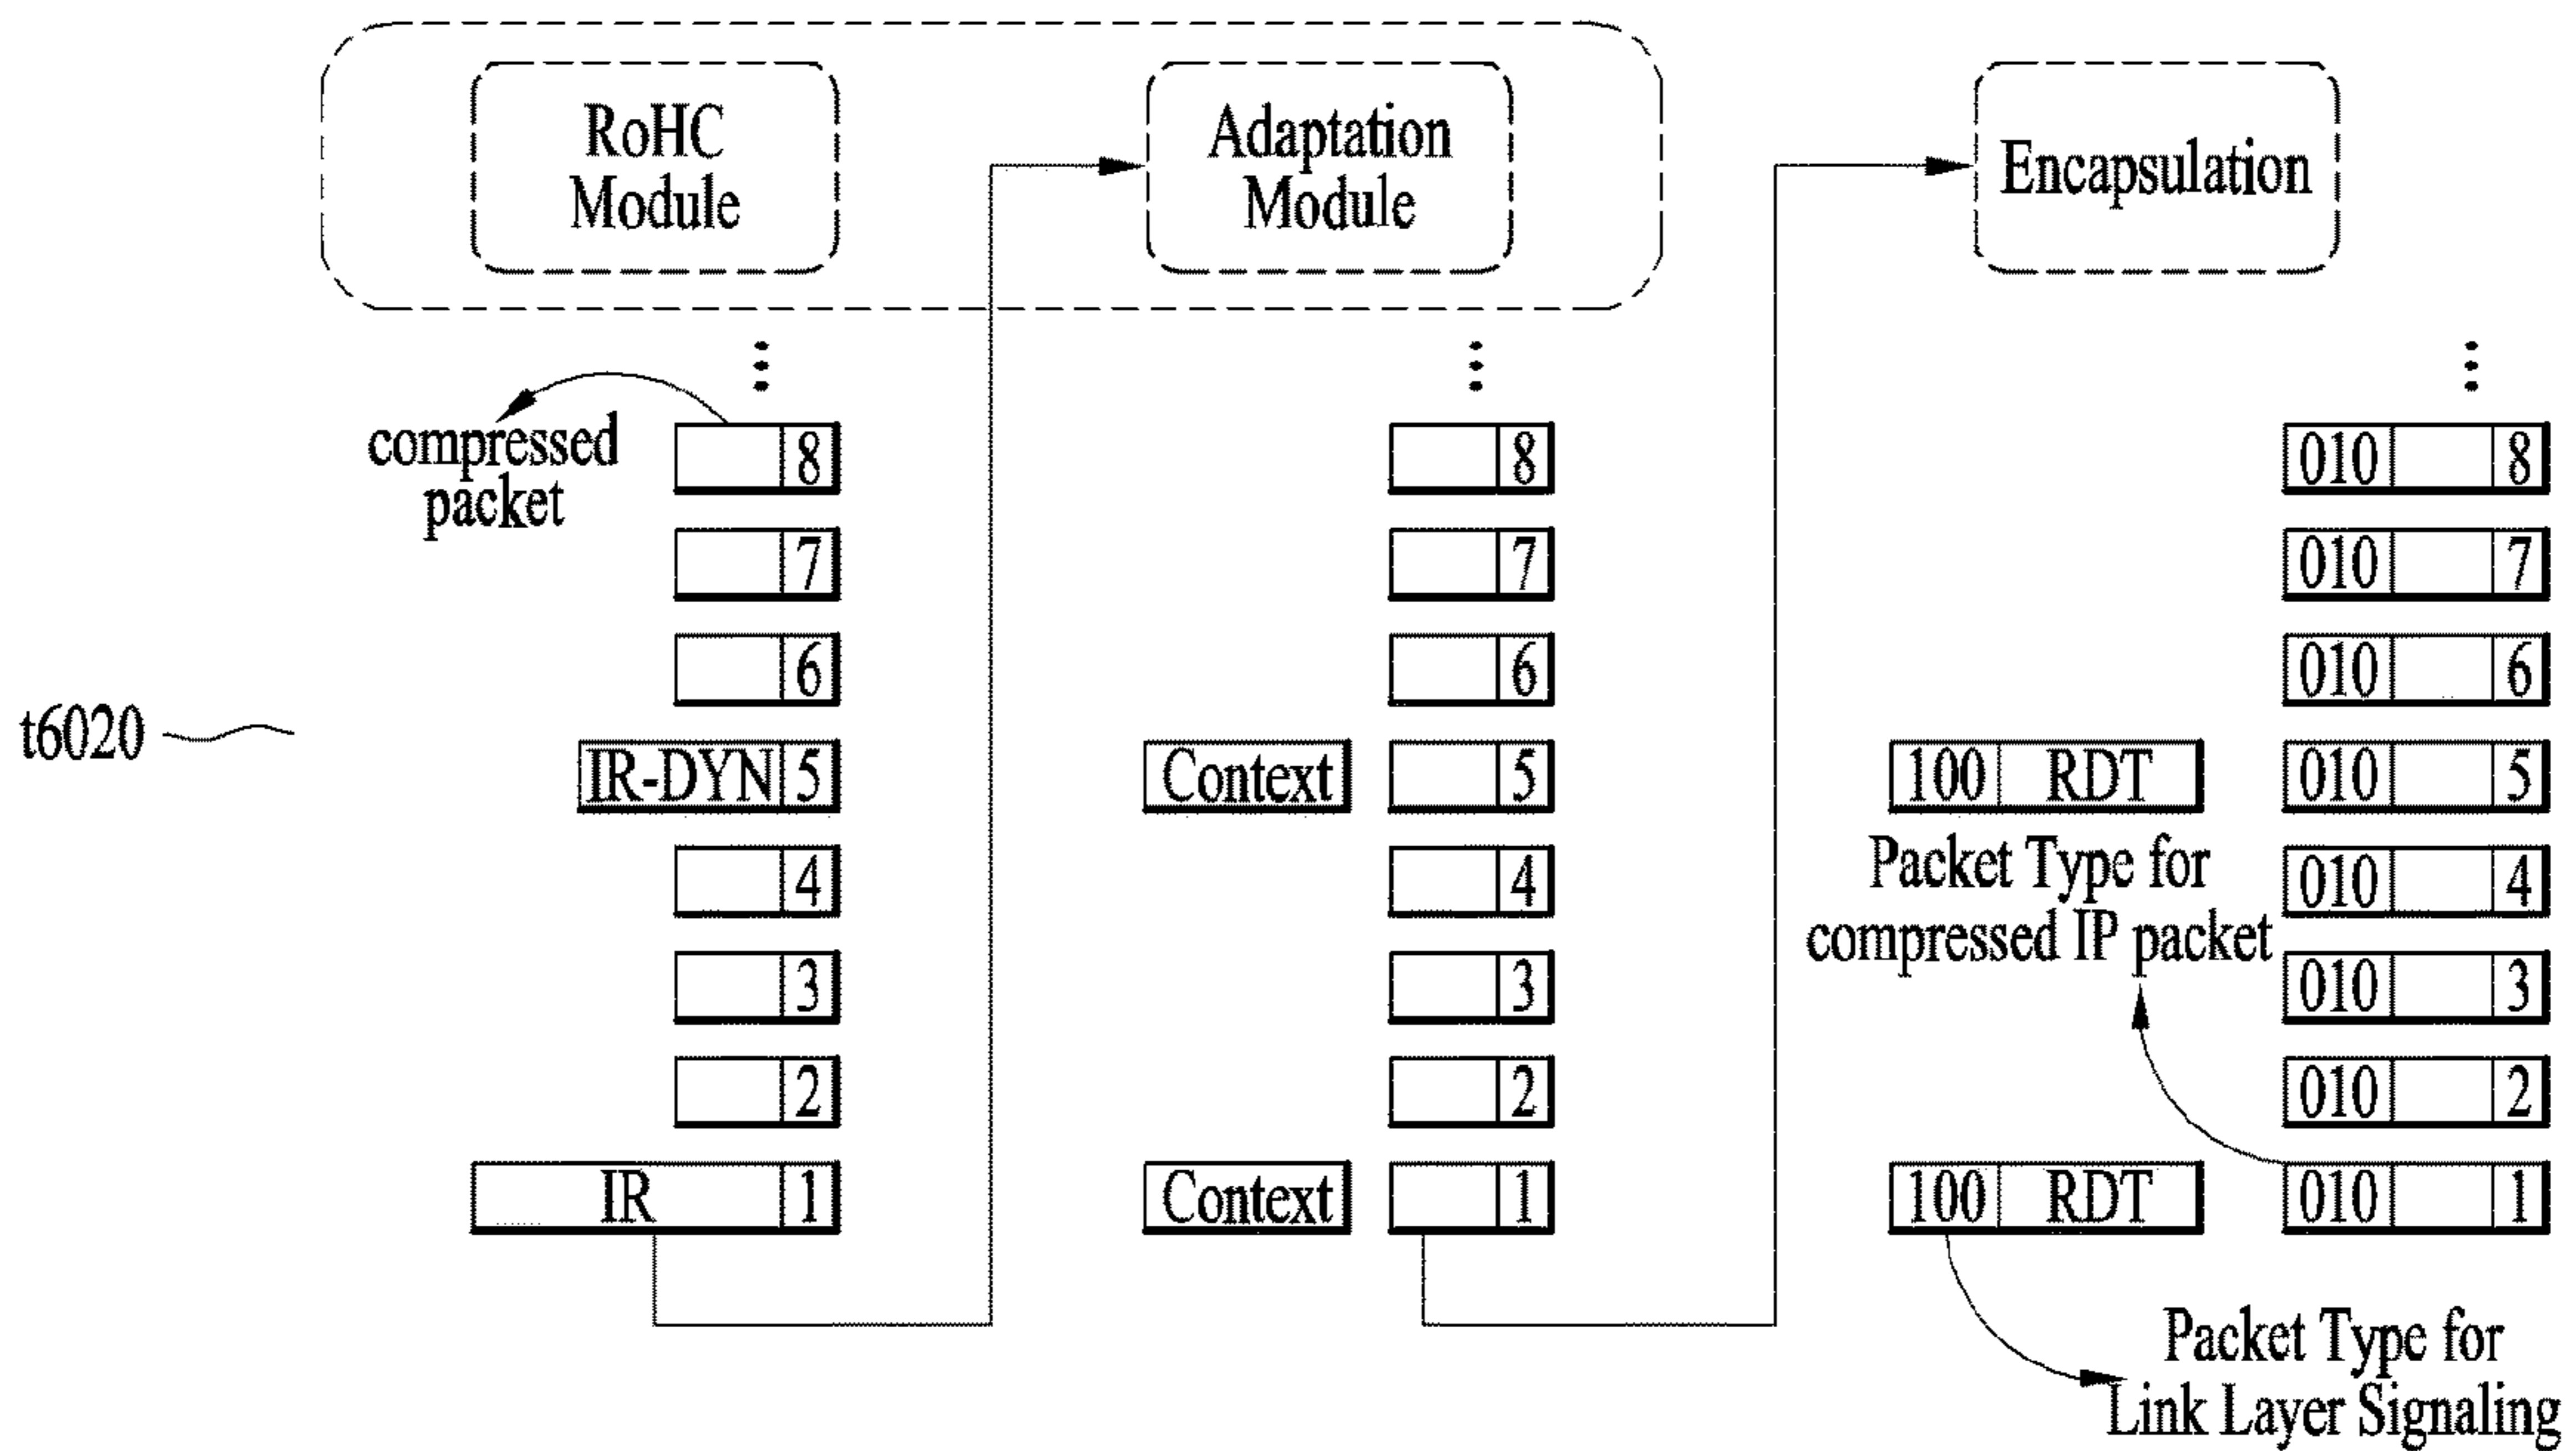 RoHC
Module
Adaptation
Module
Encapsulation
compressed
packet
8
8
010 8
7
7
010 7
6
6
010 6
t6020
IR-DYN 5
Context 5
100 RDT 010 5
4
4
Packet Type for
compressed IP packet
010 4
3
3
010 3
2
2
010 2
IR 1
Context 1
100 RDT 010 1
Packet Type for
Link Layer Signaling